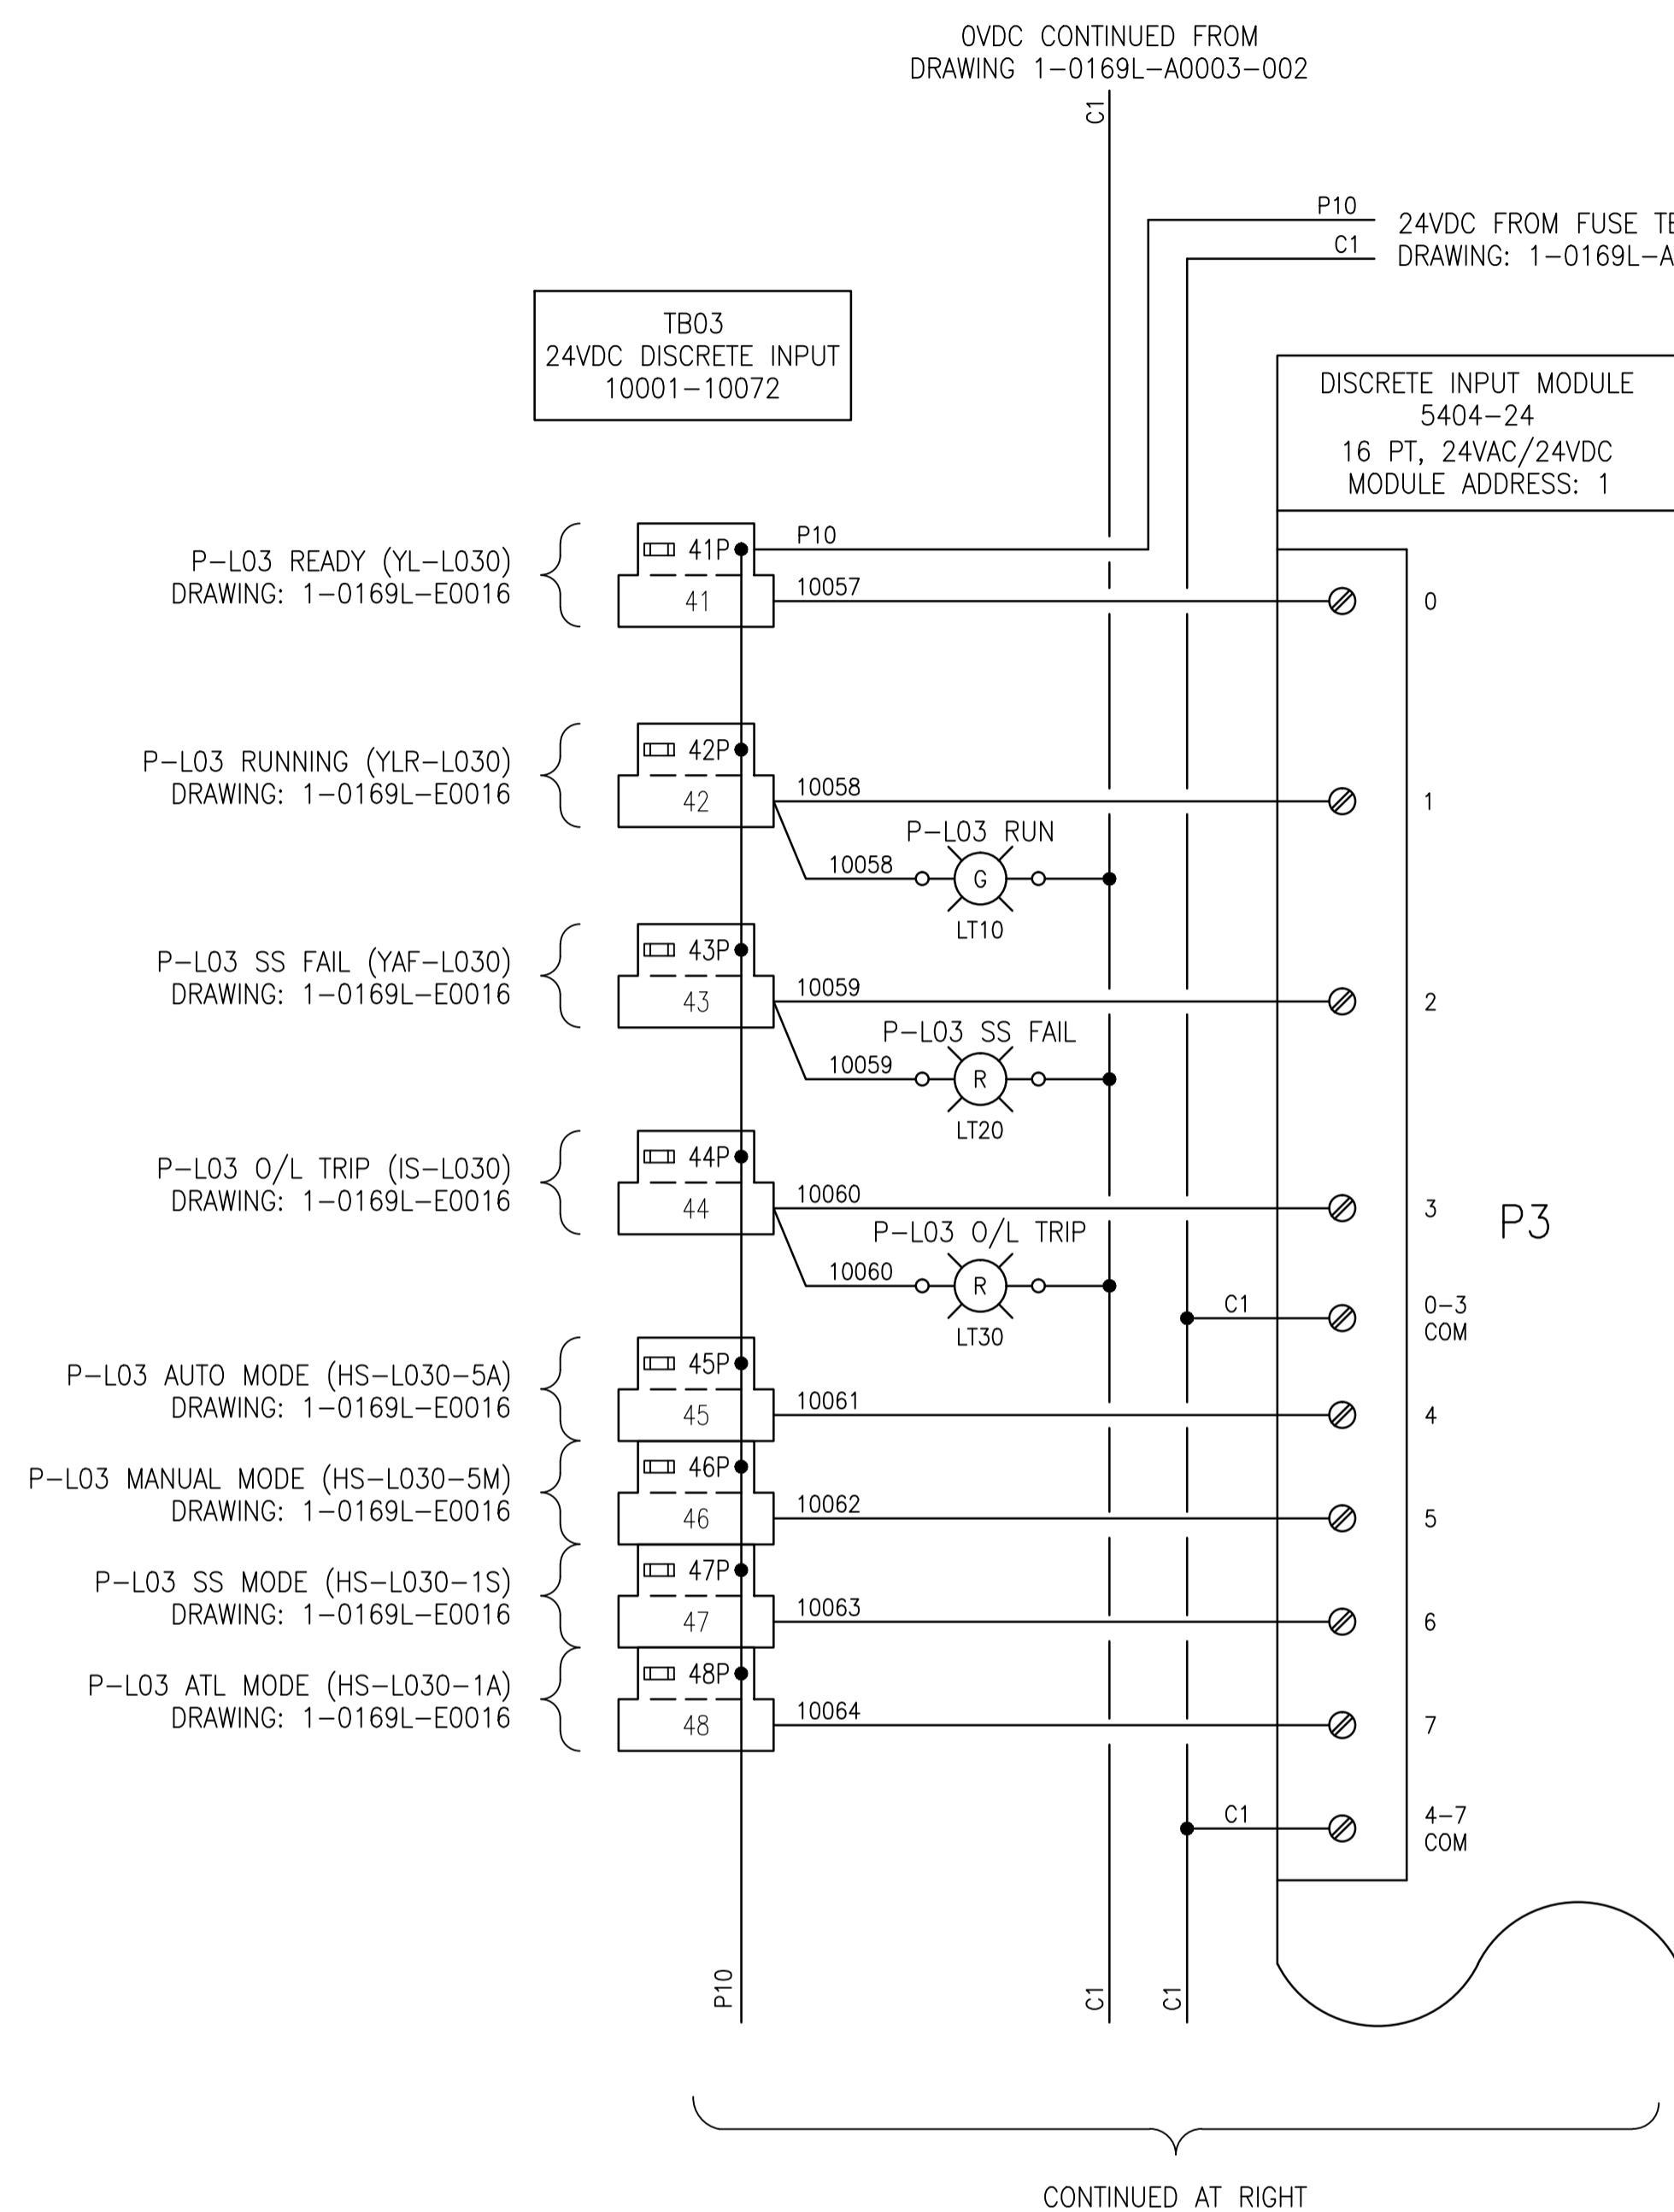 0VDC CONTINUED FROM
DRAWING 1-0169L-A0003-002
C1
P10
24VDC FROM FUSE
C1
DRAWING: 1-0169L-A
TB03
24VDC DISCRETE INPUT
10001-10072
DISCRETE INPUT MODULE
5404-24
16 PT, 24VAC/24VDC
MODULE ADDRESS: 1
P-L03 READY (YL-L030)
DRAWING: 1-0169L-E0016
41P
P10
41
10057
0
P-L03 RUNNING (YLR-L030)
DRAWING: 1-0169L-E0016
42P
42
10058
1
P-L03 RUN
10058
G
LT10
P-L03 SS FAIL (YAF-L030)
DRAWING: 1-0169L-E0016
43P
43
10059
2
P-L03 SS FAIL
10059
R
LT20
P-L03 O/L TRIP (IS-L030)
DRAWING: 1-0169L-E0016
44P
44
10060
3
P3
P-L03 O/L TRIP
10060
R
LT30
C1
0-3
COM
P-L03 AUTO MODE (HS-L030-5A)
DRAWING: 1-0169L-E0016
45P
45
10061
4
P-L03 MANUAL MODE (HS-L030-5M)
DRAWING: 1-0169L-E0016
46P
46
10062
5
P-L03 SS MODE (HS-L030-1S)
DRAWING: 1-0169L-E0016
47P
47
10063
6
P-L03 ATL MODE (HS-L030-1A)
DRAWING: 1-0169L-E0016
48P
48
10064
7
C1
4-7
COM
P10
C1
C1
CONTINUED AT RIGHT